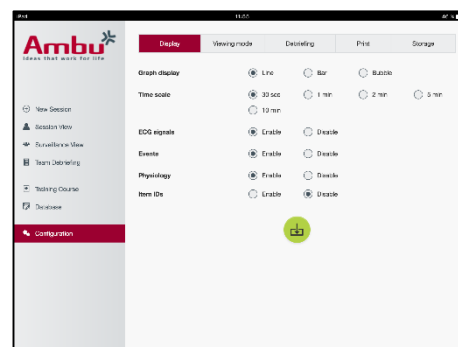 iPad
Ambu
Ideas that work for life
Display Viewing mode Debriefing Print Storage
Graph display Line Bar Bubble
Time scale 30 sec 1 min 2 min 5 min
10 min
New Session
Session View
Surveillance View
Team Debriefing
Training Course
Database
Configuration
ECG signals Enable Disable
Events Enable Disable
Physiology Enable Disable
Item IDs Enable Disable